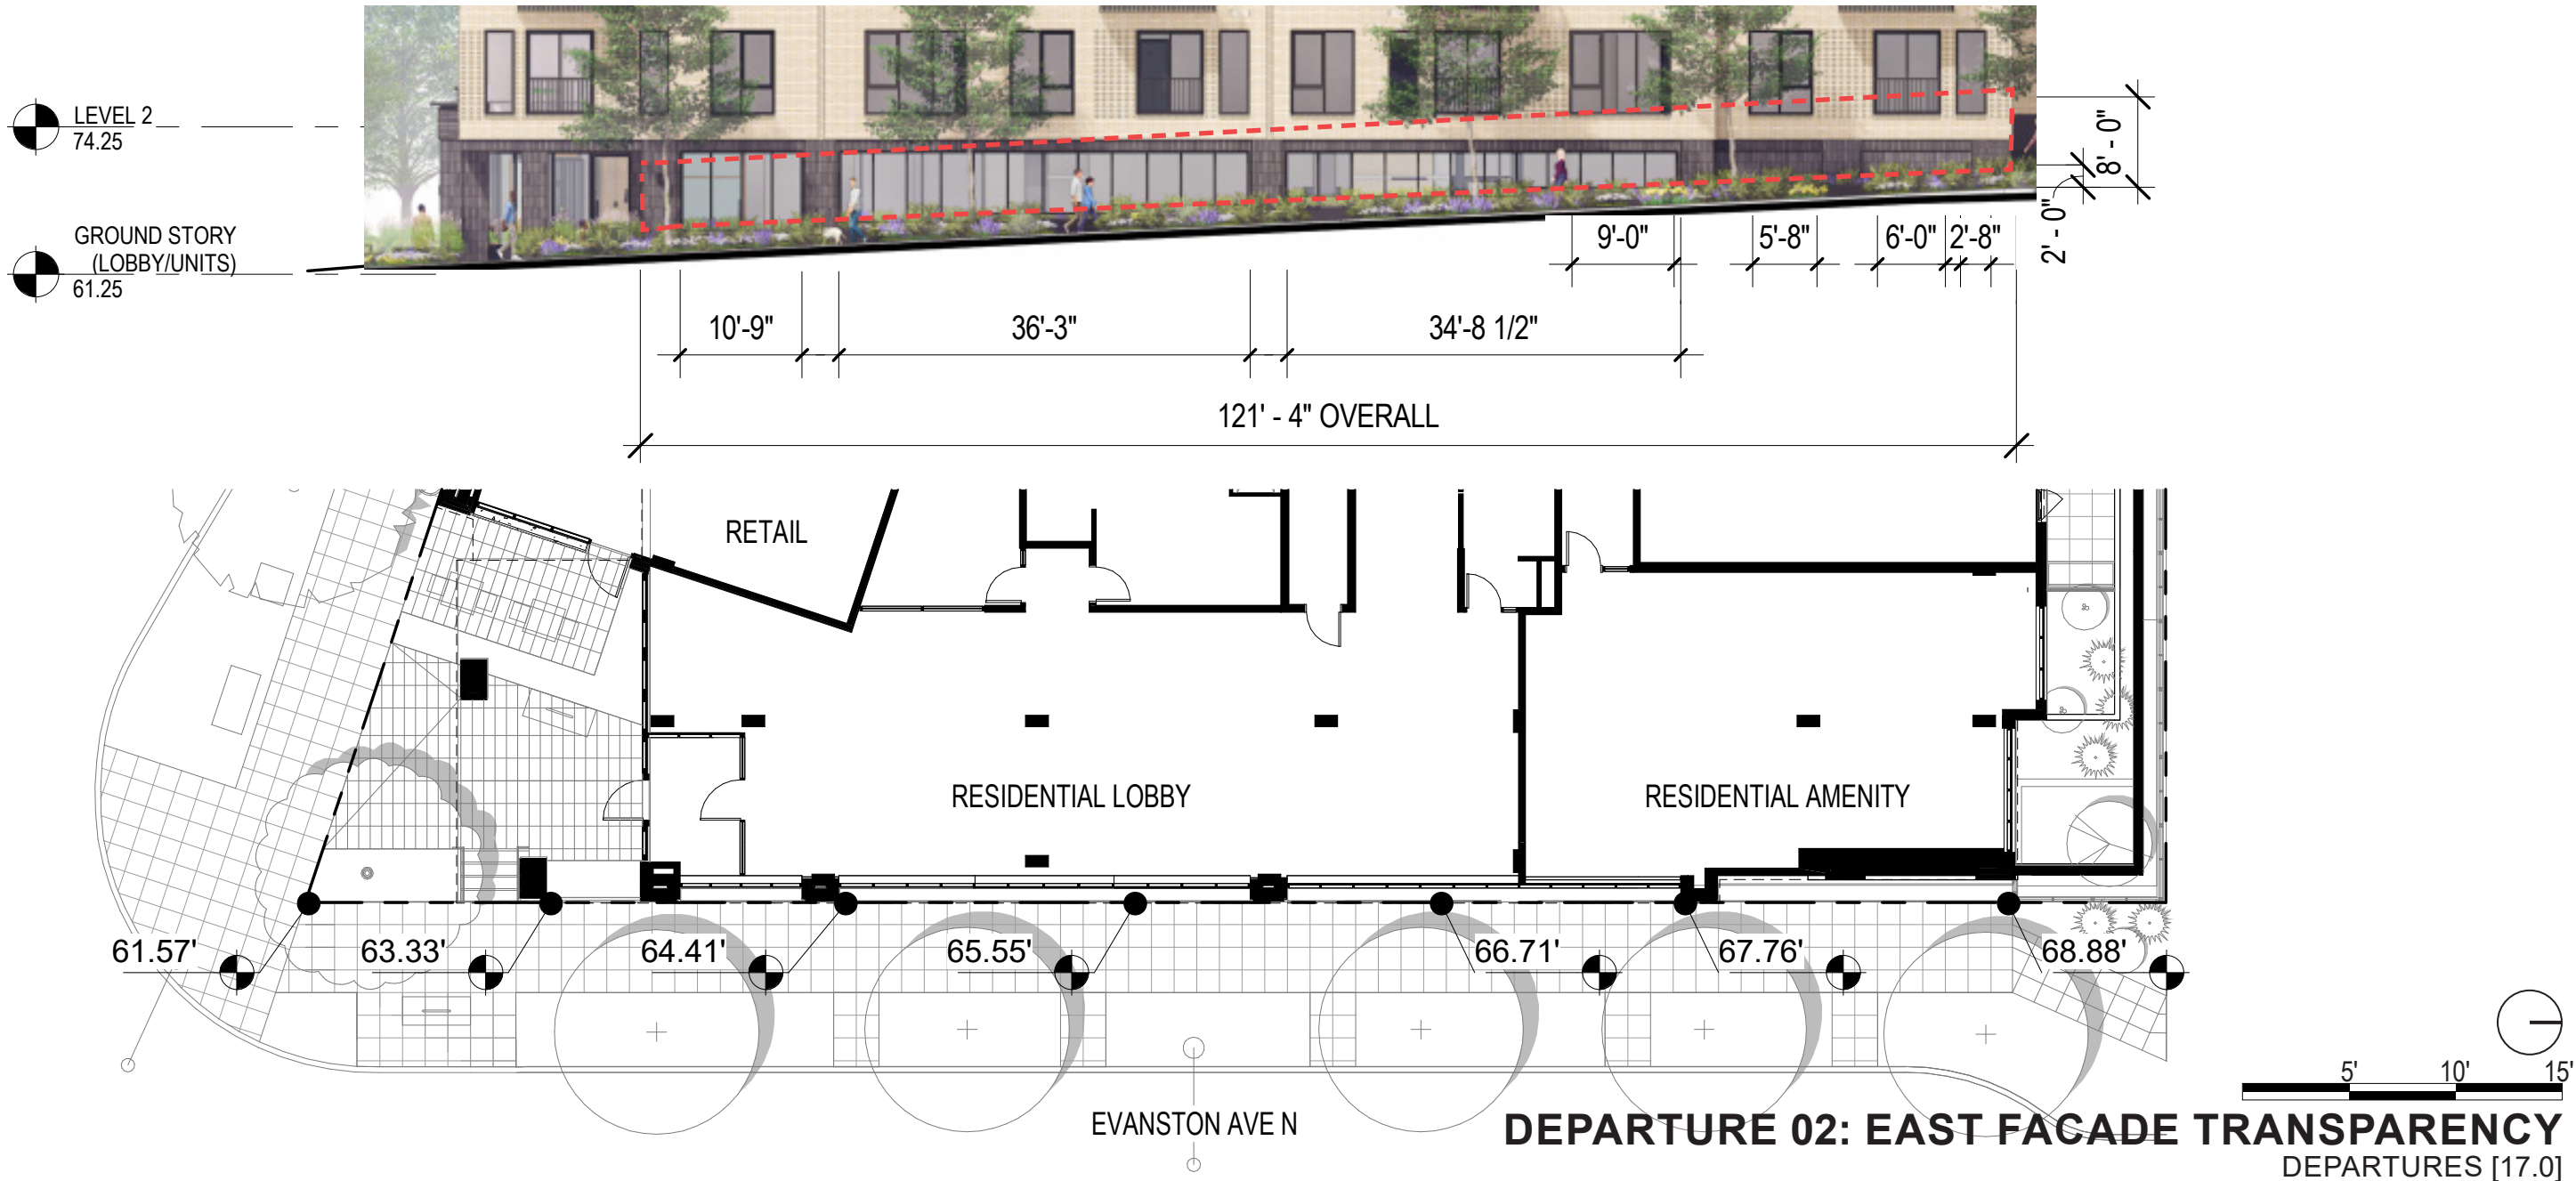 LEVEL 2
74.25
GROUND STORY
(LOBBY/UNITS)
61.25
8' - 0"
2' - 0"
9'-0" 5'-8" 6'-0" 2'-8"
10'-9" 36'-3" 34'-8 1/2"
121' - 4" OVERALL
RETAIL
RESIDENTIAL LOBBY RESIDENTIAL AMENITY
61.57' 63.33' 64.41' 65.55' 66.71' 67.76' 68.88'
5' 10' 15'
EVANSTON AVE N
DEPARTURE 02: EAST FACADE TRANSPARENCY
DEPARTURES [17.0]